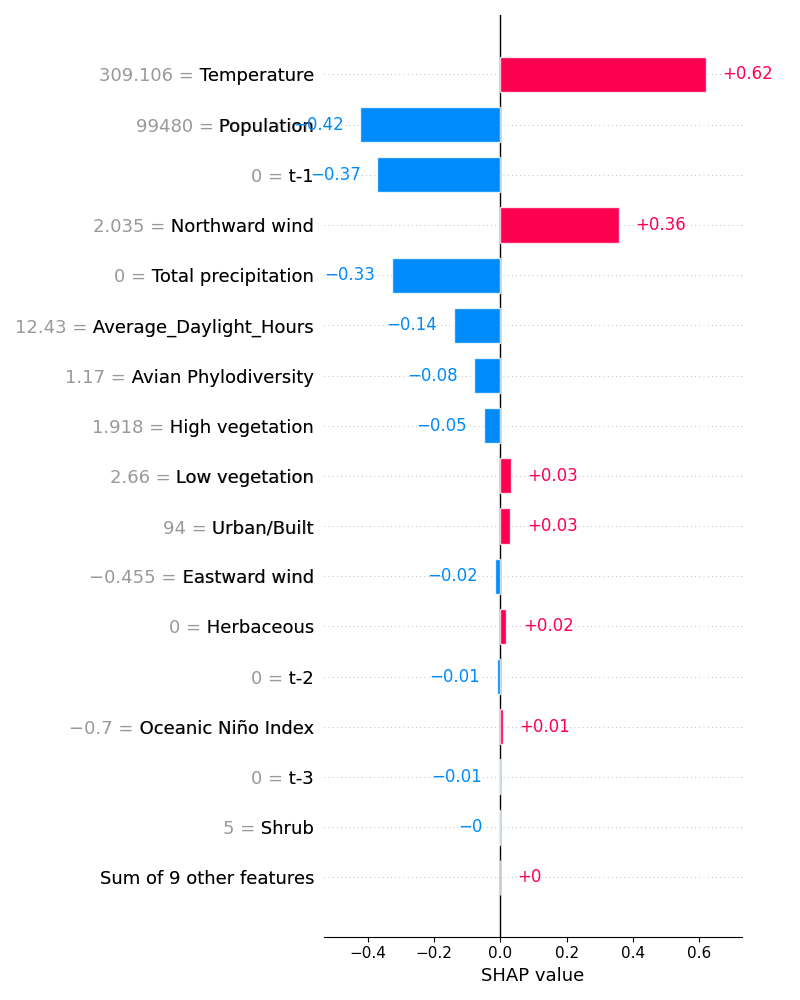 309.106 = Temperature +0.62
99480 = Population −0.42
0 = t-1 −0.37
2.035 = Northward wind +0.36
0 = Total precipitation −0.33
12.43 = Average_Daylight_Hours −0.14
1.17 = Avian Phylodiversity −0.08
1.918 = High vegetation −0.05
2.66 = Low vegetation +0.03
94 = Urban/Built +0.03
−0.455 = Eastward wind −0.02
0 = Herbaceous +0.02
0 = t-2 −0.01
−0.7 = Oceanic Niño Index +0.01
0 = t-3 −0.01
5 = Shrub −0
Sum of 9 other features +0
−0.4 −0.2 0.0 0.2 0.4 0.6
SHAP value